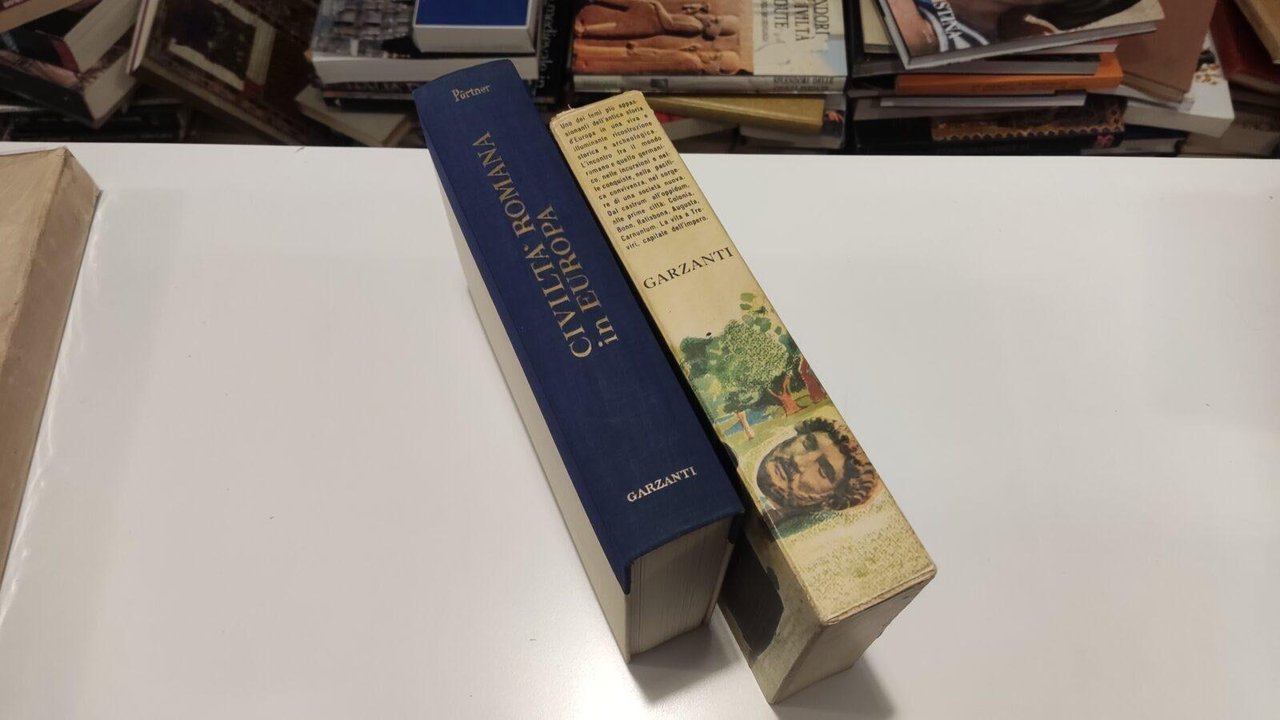 Pörtner
CIVILTA' ROMANA
in EUROPA
GARZANTI
Uno dei temi più appas-
sionanti dell'antica storia
d'Europa in una viva e
illuminante ricostruzione
storica e archeologica.
L'incontro tra il mondo
romano e quello germani-
co, nelle incursioni e nel-
le conquiste, nella pacifi-
ca convivenza, nel sorge-
re di una società nuova.
Dal castrum all'oppidum,
alle prime città: Colonia,
Bonn, Ratisbona, Augusta,
Carnuntum. La vita a Tre-
viri, capitale dell'impero.
GARZANTI